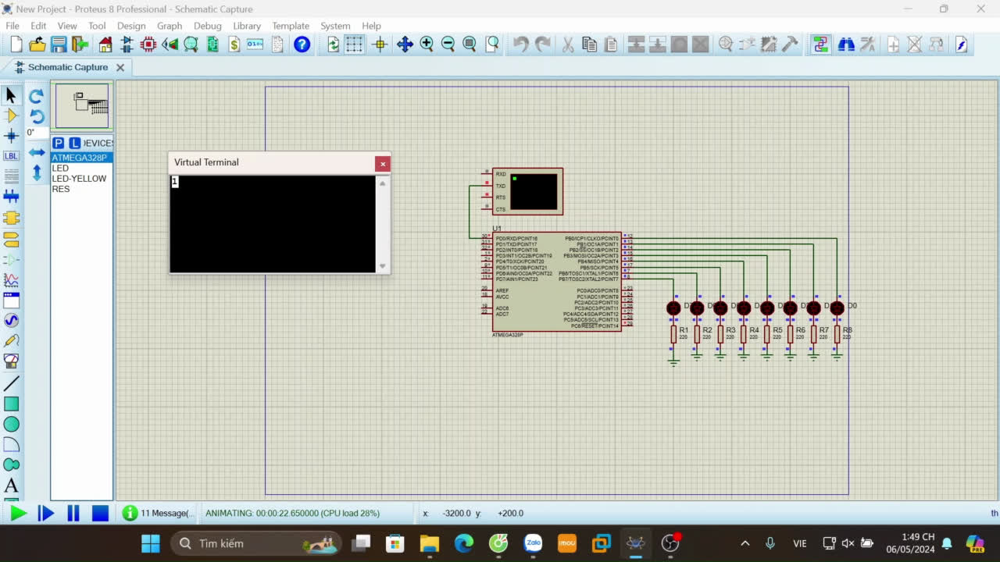 New Project - Proteus 8 Professional - Schematic Capture
File Edit View Tool Design Graph Debug Library Template System Help
Schematic Capture
0°
P L DEVICES
ATMEGA328P
LED
LED-YELLOW
RES
LBL
A
Virtual Terminal
1
RXD
TXD
RTS
CTS
U1
PD0/RXD/PCINT16
PD1/TXD/PCINT17
PD2/INT0/PCINT18
PD3/INT1/OC2B/PCINT19
PD4/T0/XCK/PCINT20
PD5/T1/OC0B/PCINT21
PD6/AIN0/OC0A/PCINT22
PD7/AIN1/PCINT23
AREF
AVCC
ADC6
ADC7
PB0/ICP1/CLKO/PCINT0
PB1/OC1A/PCINT1
PB2/SS/OC1B/PCINT2
PB3/MOSI/OC2A/PCINT3
PB4/MISO/PCINT4
PB5/SCK/PCINT5
PB6/TOSC1/XTAL1/PCINT6
PB7/TOSC2/XTAL2/PCINT7
PC0/ADC0/PCINT8
PC1/ADC1/PCINT9
PC2/ADC2/PCINT10
PC3/ADC3/PCINT11
PC4/ADC4/SDA/PCINT12
PC5/ADC5/SCL/PCINT13
PC6/RESET/PCINT14
ATMEGA328P
D0
R1 R2 R3 R4 R5 R6 R7 R8
220 220 220 220 220 220 220 220
11 Message(...
ANIMATING: 00:00:22.650000 (CPU load 28%)
x: -3200.0 y: +200.0
th
Tìm kiếm
Zalo
imou
VIE
1:49 CH
06/05/2024
PRE